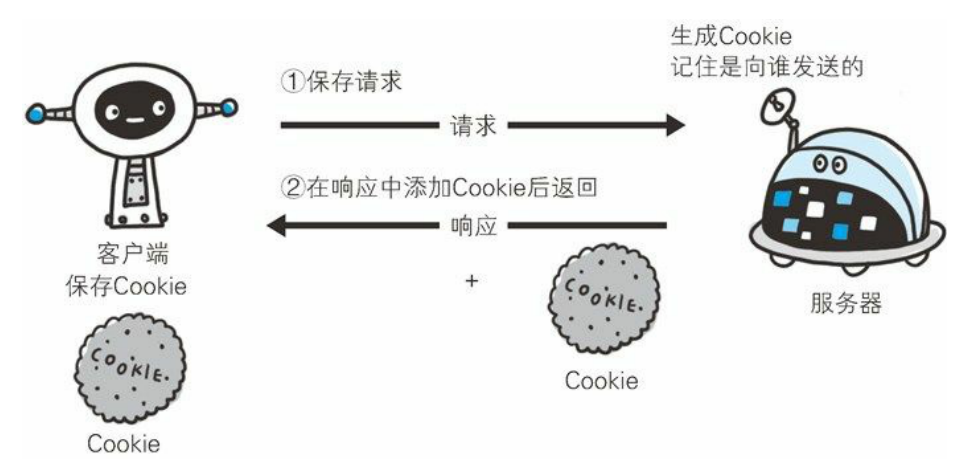 生成Cookie
记住是向谁发送的
①保存请求
请求
②在响应中添加Cookie后返回
响应
客户端
保存Cookie
+
COOKIE
Cookie
服务器
COOKIE
Cookie